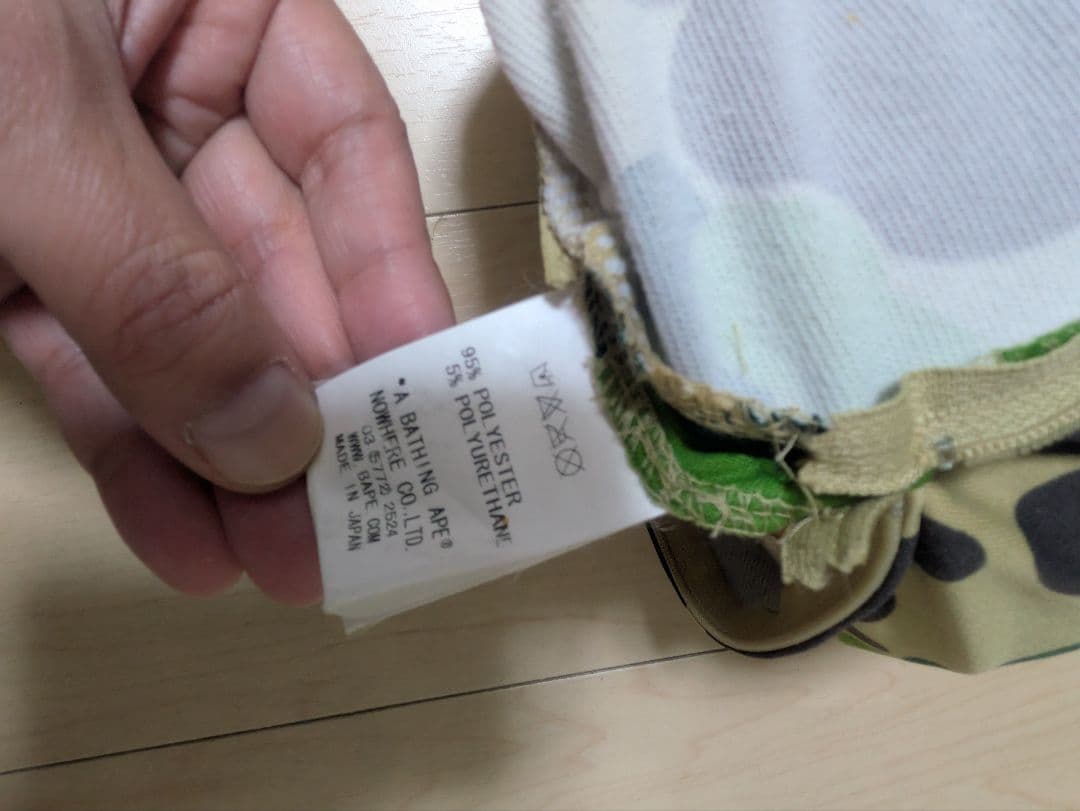 95% POLYESTER
5% POLYURETHANE
•A BATHING APE®
NOWHERE CO.,LTD.
03 5772 2524
WWW. BAPE.COM
MADE IN JAPAN